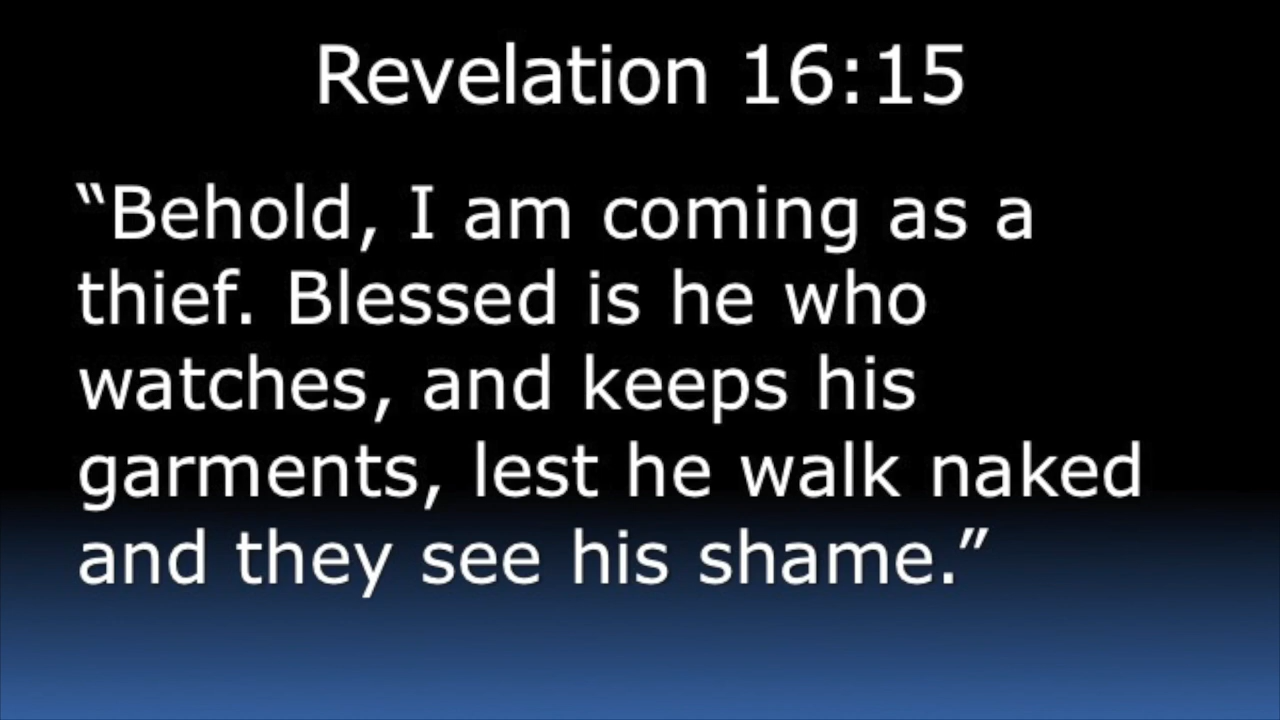 Revelation 16:15
“Behold, I am coming as a
thief. Blessed is he who
watches, and keeps his
garments, lest he walk naked
and they see his shame.”